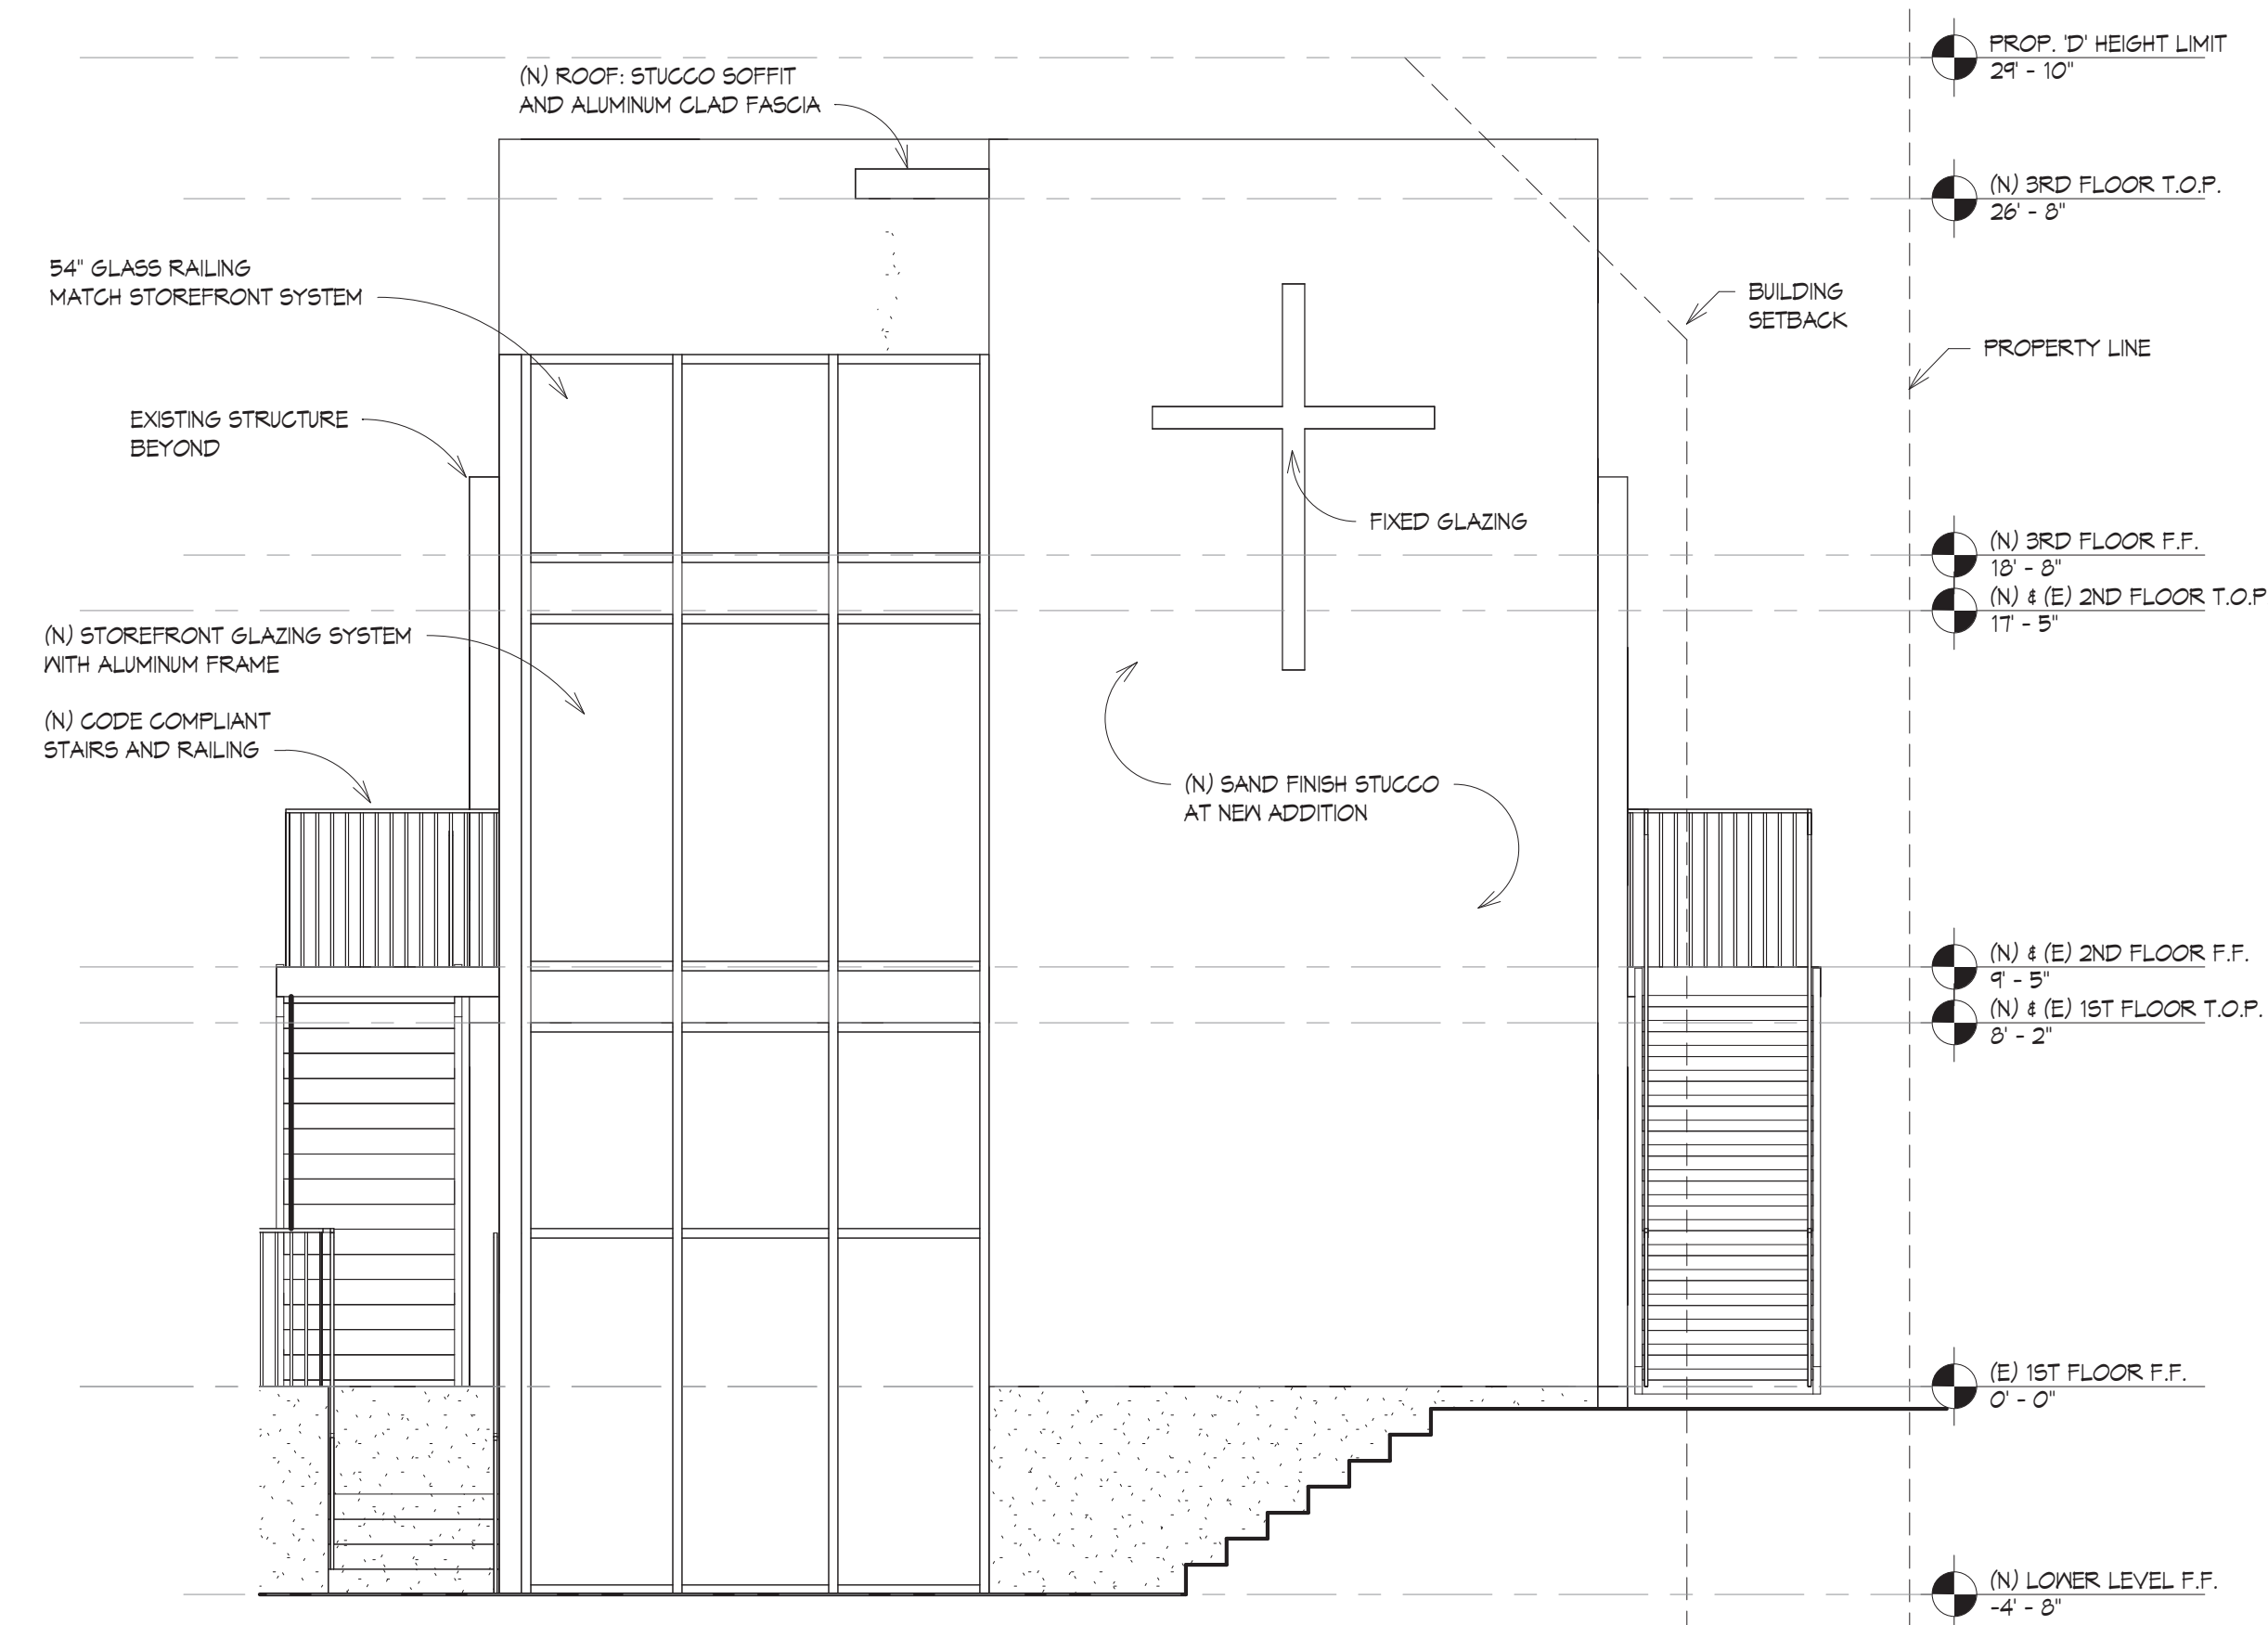 PROP. 'D' HEIGHT LIMIT
29' - 10"
(N) ROOF: STUCCO SOFFIT
AND ALUMINUM CLAD FASCIA
(N) 3RD FLOOR T.O.P.
26' - 8"
54" GLASS RAILING
MATCH STOREFRONT SYSTEM
BUILDING
SETBACK
PROPERTY LINE
EXISTING STRUCTURE
BEYOND
FIXED GLAZING
(N) 3RD FLOOR F.F.
18' - 8"
(N) & (E) 2ND FLOOR T.O.P
17' - 5"
(N) STOREFRONT GLAZING SYSTEM
WITH ALUMINUM FRAME
(N) CODE COMPLIANT
STAIRS AND RAILING
(N) SAND FINISH STUCCO
AT NEW ADDITION
(N) & (E) 2ND FLOOR F.F.
9' - 5"
(N) & (E) 1ST FLOOR T.O.P.
8' - 2"
(E) 1ST FLOOR F.F.
0' - 0"
(N) LOWER LEVEL F.F.
-4' - 8"